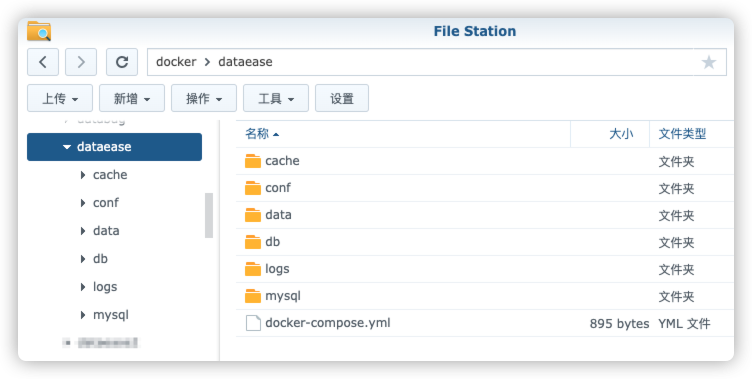 File Station
docker > dataease
上传 新增 操作 工具 设置
dataease
cache
conf
data
db
logs
mysql
名称 大小 文件类型
cache 文件夹
conf 文件夹
data 文件夹
db 文件夹
logs 文件夹
mysql 文件夹
docker-compose.yml 895 bytes YML 文件